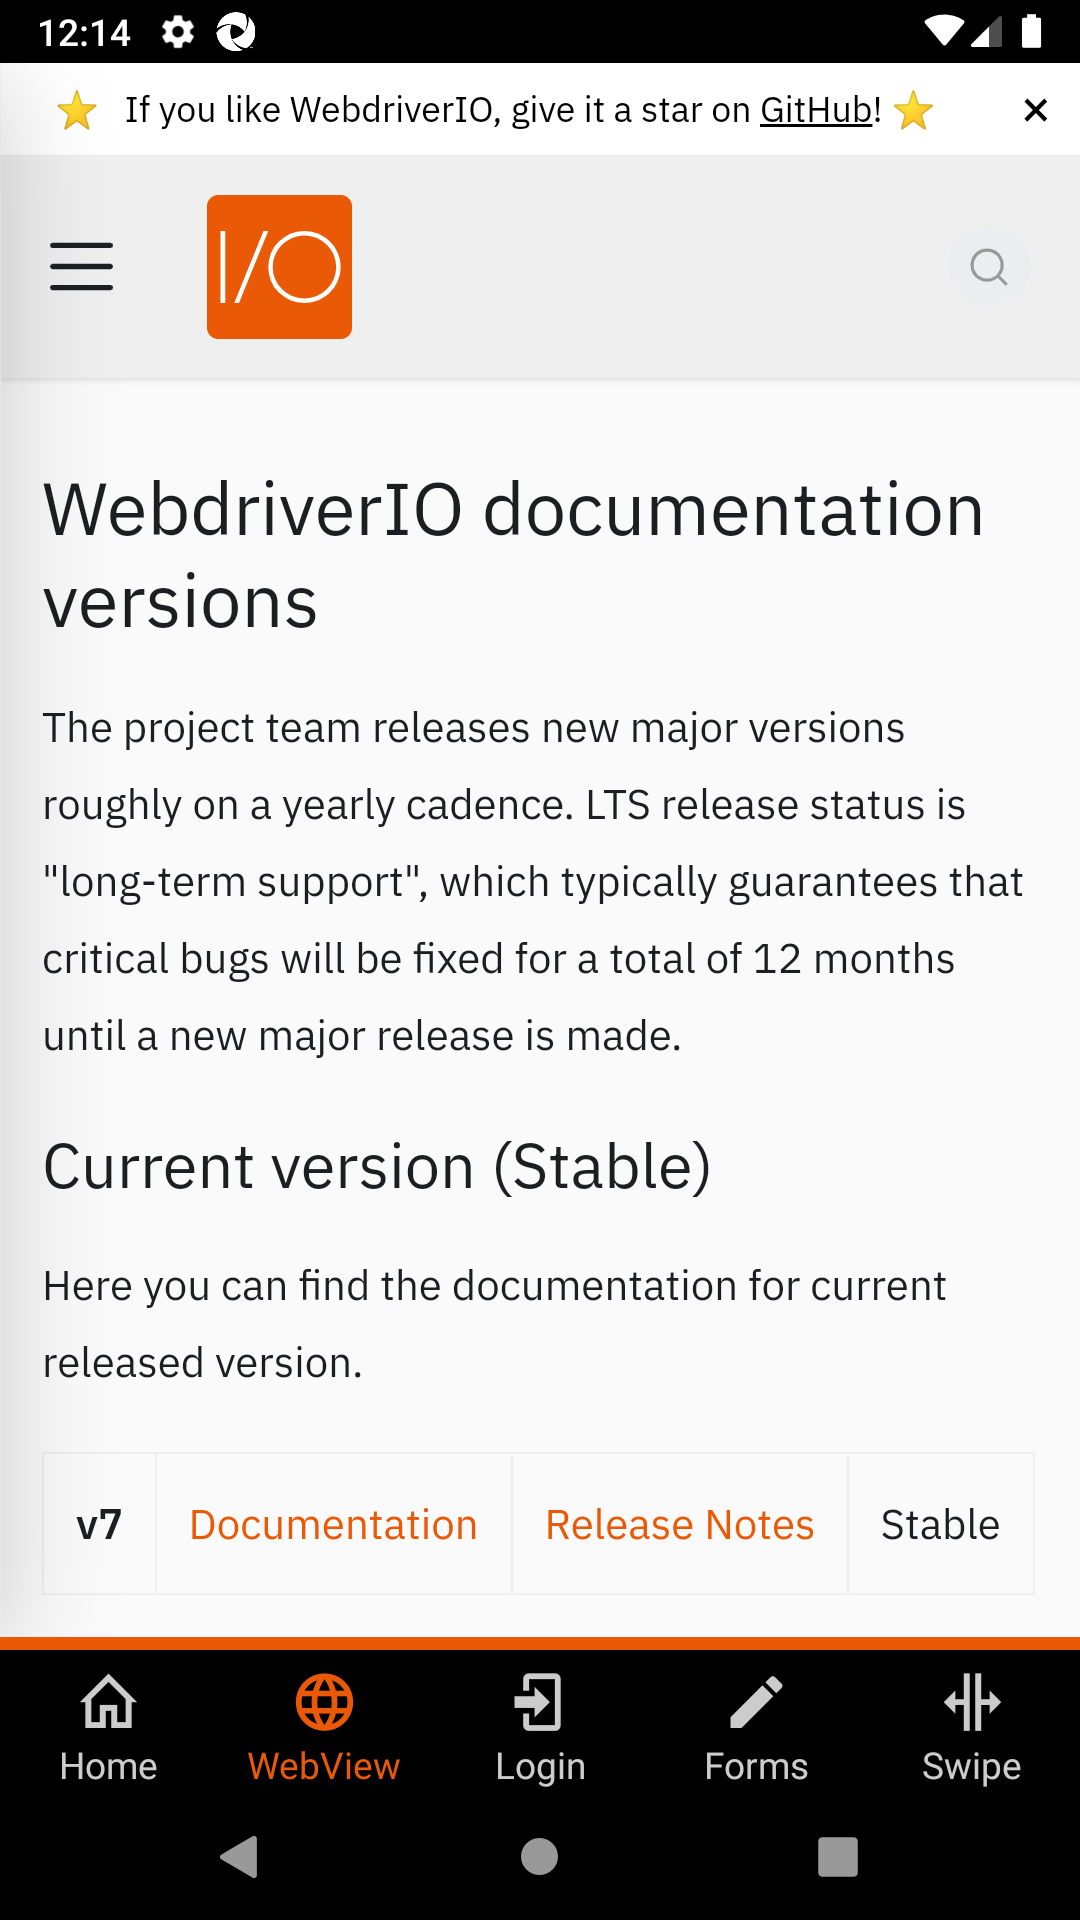 12:14
⭐ If you like WebdriverIO, give it a star on GitHub! ⭐ ×
I/O
WebdriverIO documentation
versions
The project team releases new major versions
roughly on a yearly cadence. LTS release status is
"long-term support", which typically guarantees that
critical bugs will be fixed for a total of 12 months
until a new major release is made.
Current version (Stable)
Here you can find the documentation for current
released version.
v7 Documentation Release Notes Stable
Home WebView Login Forms Swipe